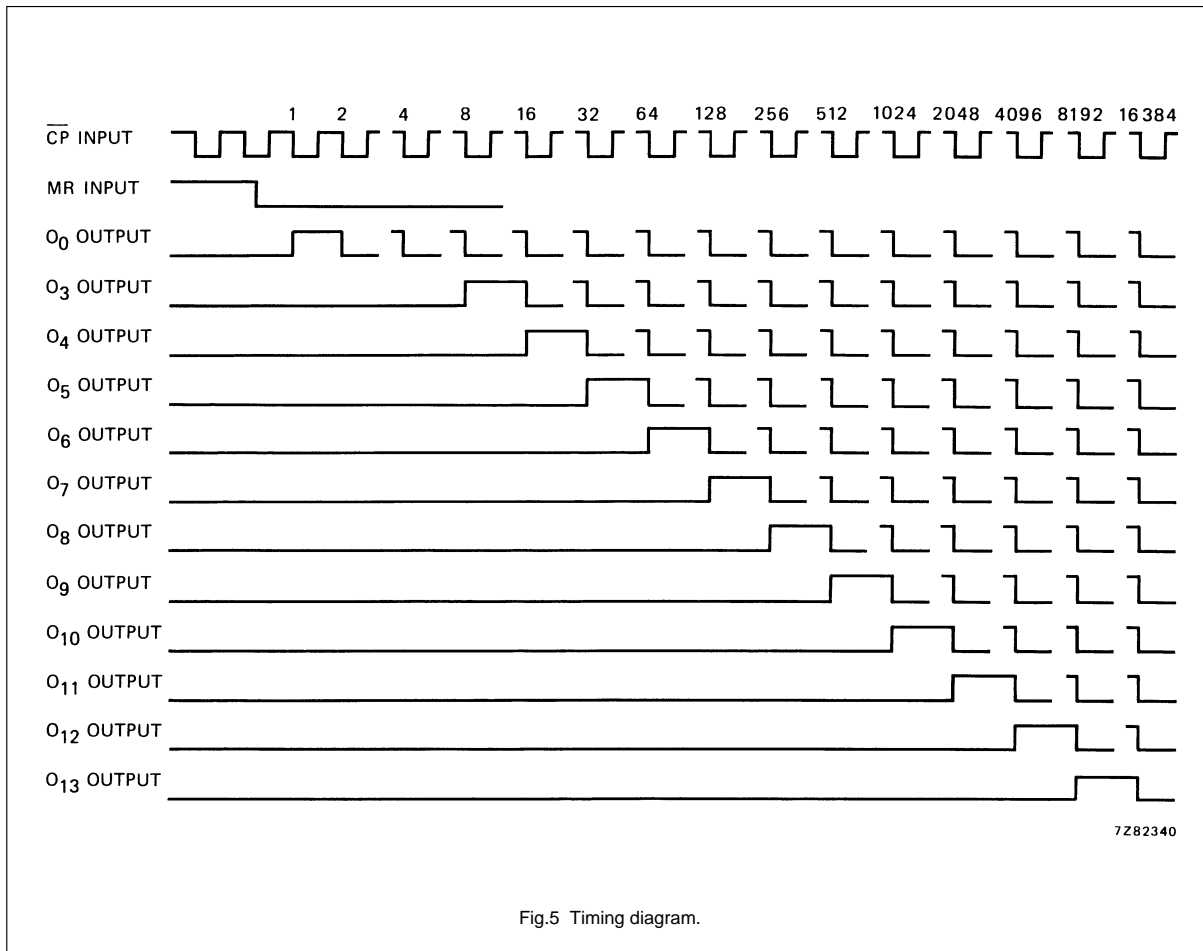 1 2 4 8 16 32 64 128 256 512 1024 2048 4096 8192 16 384
CP INPUT
MR INPUT
O0 OUTPUT
O3 OUTPUT
O4 OUTPUT
O5 OUTPUT
O6 OUTPUT
O7 OUTPUT
O8 OUTPUT
O9 OUTPUT
O10 OUTPUT
O11 OUTPUT
O12 OUTPUT
O13 OUTPUT
7Z82340
Fig.5 Timing diagram.